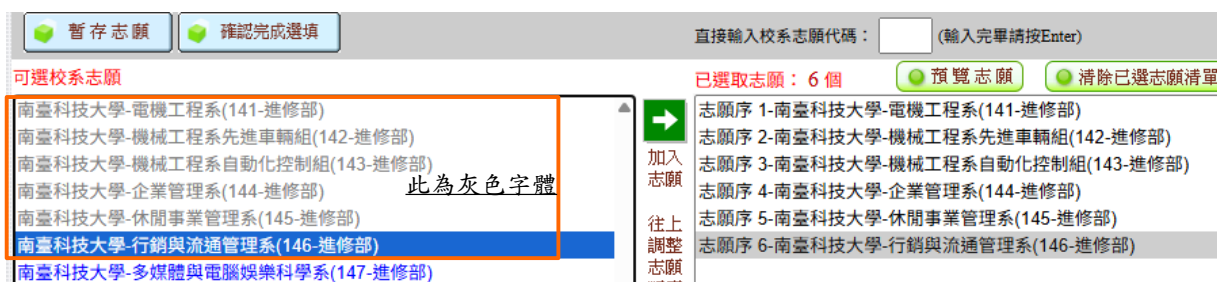 暫存志願
確認完成選填
直接輸入校系志願代碼：
(輸入完畢請按Enter)
可選校系志願
已選取志願：6個
預覽志願
清除已選志願清單
南臺科技大學-電機工程系(141-進修部)
南臺科技大學-機械工程系先進車輛組(142-進修部)
南臺科技大學-機械工程系自動化控制組(143-進修部)
南臺科技大學-企業管理系(144-進修部)
南臺科技大學-休閒事業管理系(145-進修部)
南臺科技大學-行銷與流通管理系(146-進修部)
南臺科技大學-多媒體與電腦娛樂科學系(147-進修部)
此為灰色字體
加入
志願
往上
調整
志願
志願序 1-南臺科技大學-電機工程系(141-進修部)
志願序 2-南臺科技大學-機械工程系先進車輛組(142-進修部)
志願序 3-南臺科技大學-機械工程系自動化控制組(143-進修部)
志願序 4-南臺科技大學-企業管理系(144-進修部)
志願序 5-南臺科技大學-休閒事業管理系(145-進修部)
志願序 6-南臺科技大學-行銷與流通管理系(146-進修部)